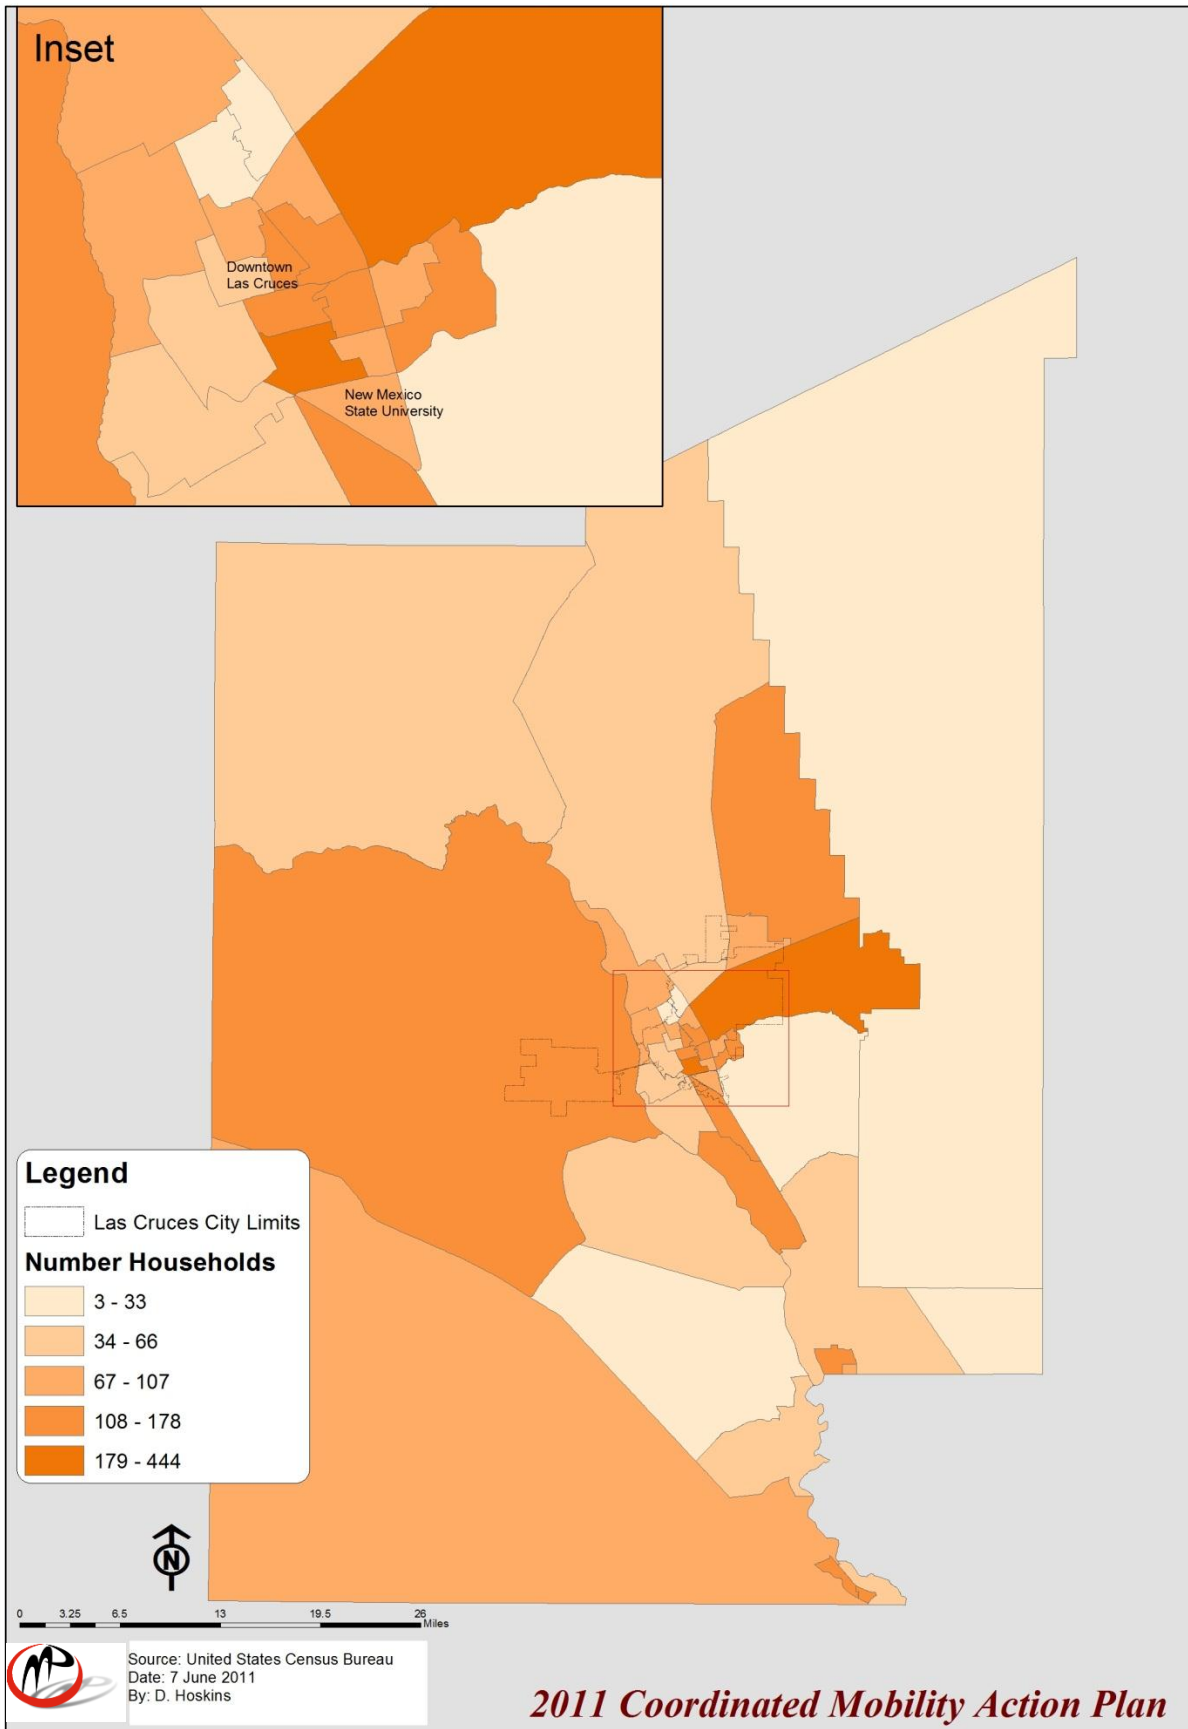 Inset
Downtown
Las Cruces
New Mexico
State University
Legend
Las Cruces City Limits
Number Households
3 - 33
34 - 66
67 - 107
108 - 178
179 - 444
N
0 3.25 6.5 13 19.5 26
Miles
Source: United States Census Bureau
Date: 7 June 2011
By: D. Hoskins
2011 Coordinated Mobility Action Plan